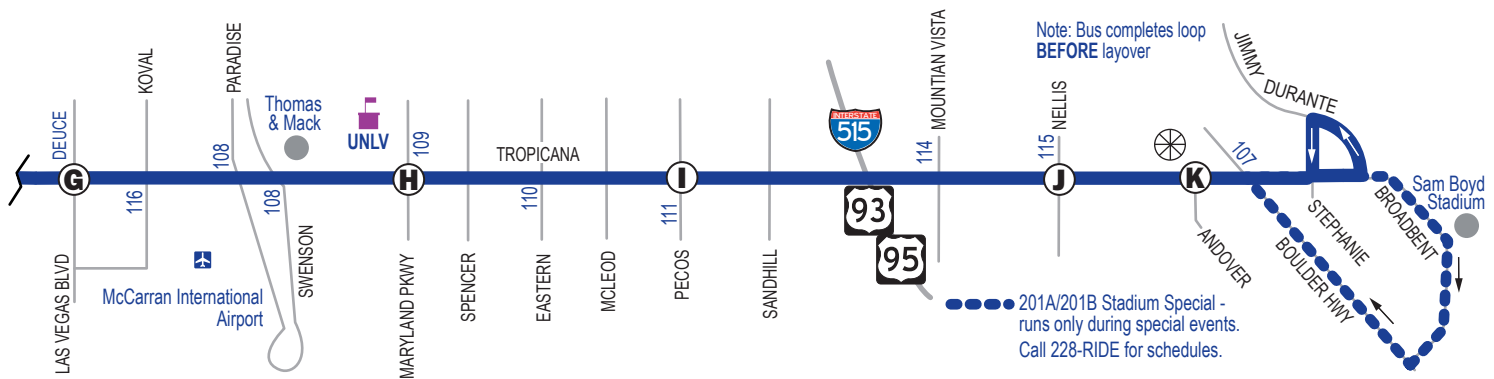 Note: Bus completes loop
BEFORE layover
JIMMY DURANTE
KOVAL
PARADISE
MOUNTIAN VISTA
NELLIS
DEUCE
Thomas
& Mack
UNLV
109
TROPICANA
INTERSTATE
515
114
115
107
108
G
H
I
J
K
116
108
110
111
93
95
Sam Boyd
Stadium
BROADBENT
STEPHANIE
ANDOVER
BOULDER HWY
LAS VEGAS BLVD
McCarran International
Airport
SWENSON
MARYLAND PKWY
SPENCER
EASTERN
MCLEOD
PECOS
SANDHILL
201A/201B Stadium Special -
runs only during special events.
Call 228-RIDE for schedules.